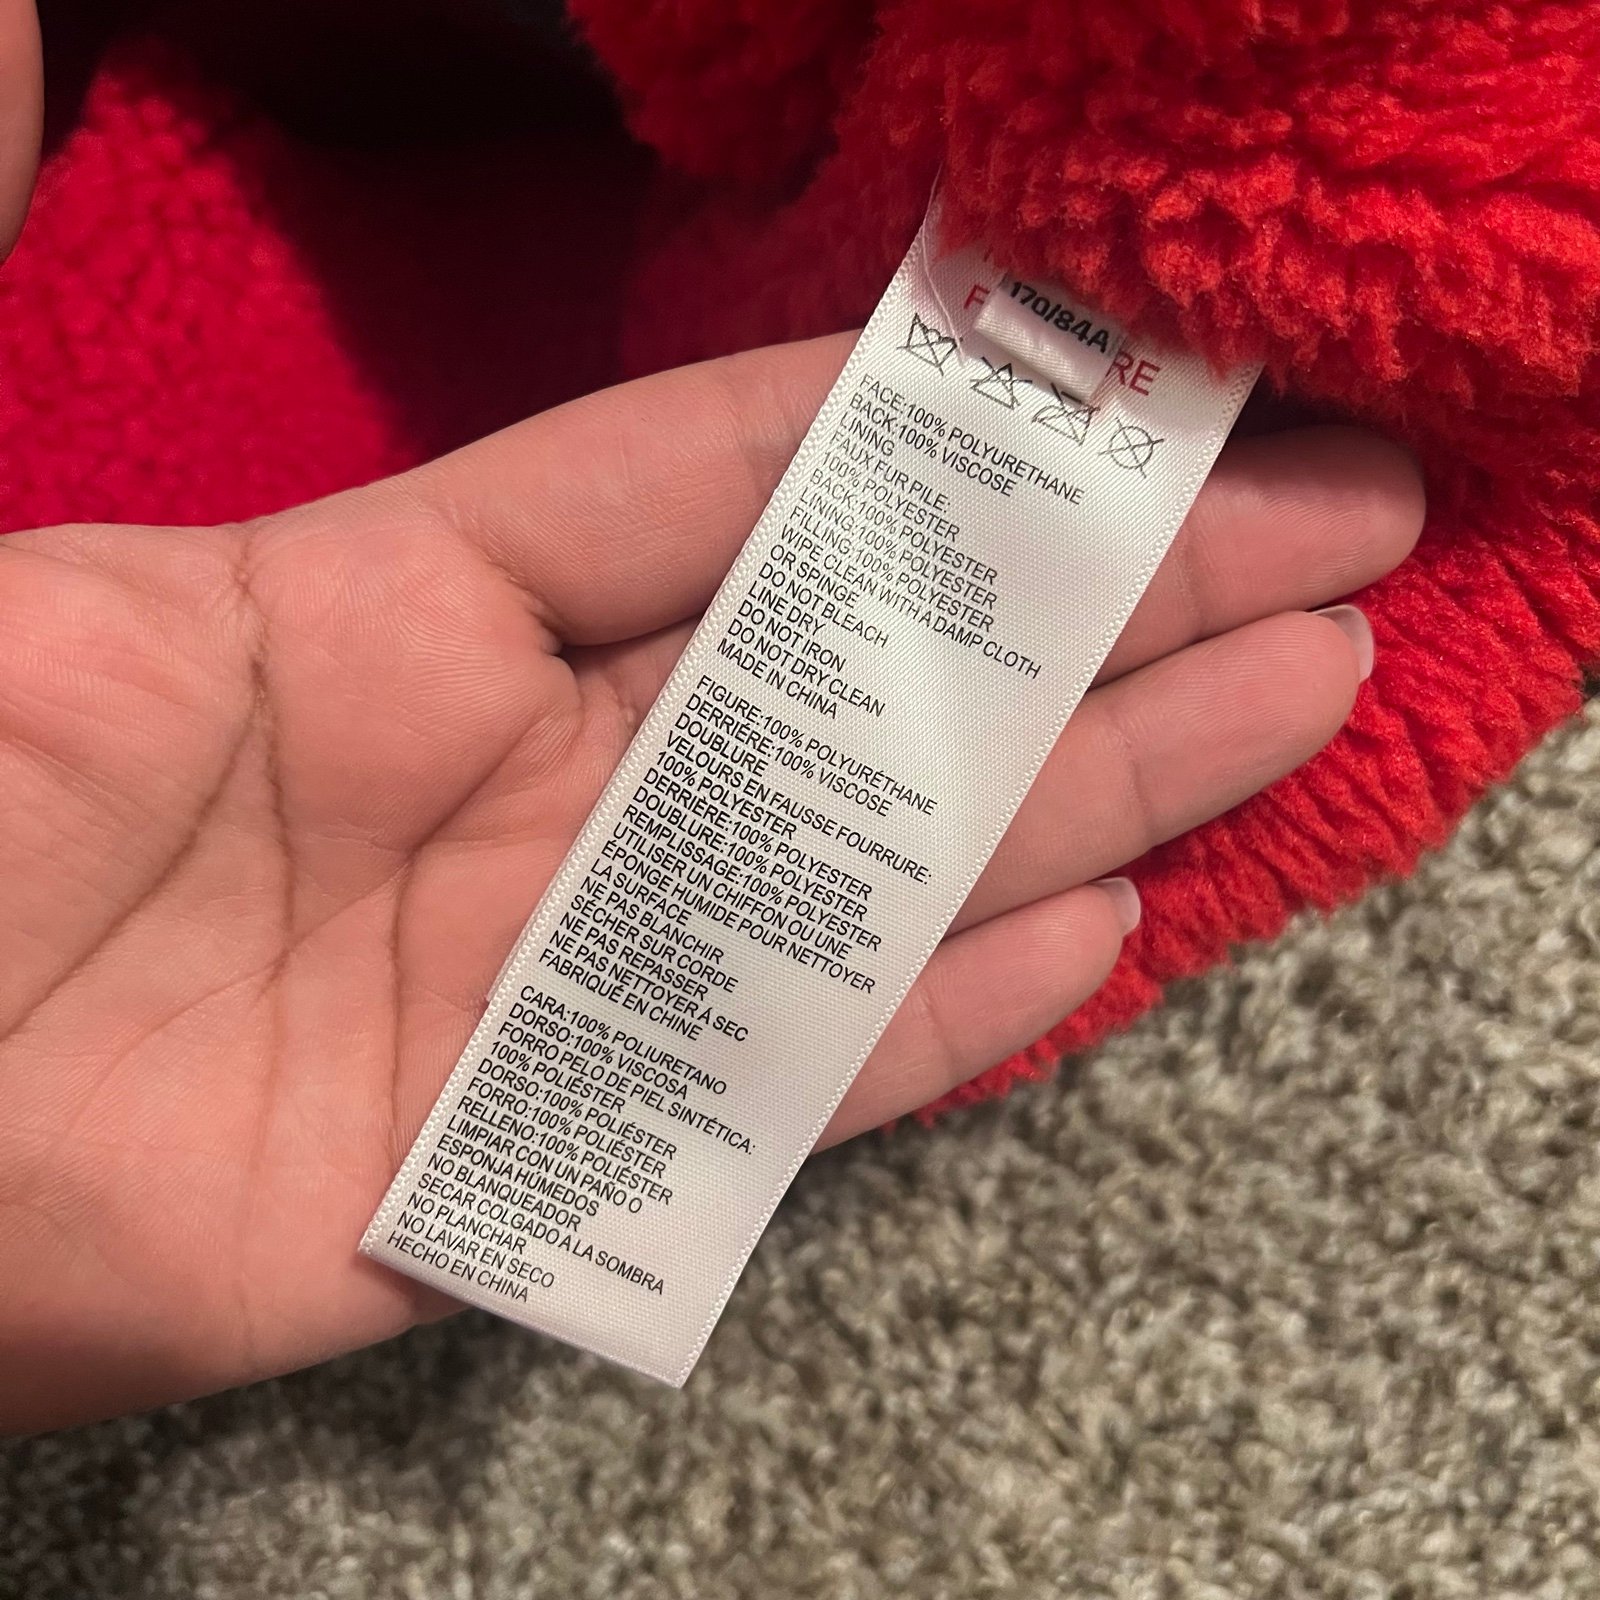 170/84A
RE
FACE:100% POLYURETHANE
BACK:100% VISCOSE
LINING
FAUX FUR PILE.
100% POLYESTER
BACK:100% POLYESTER
LINING:100% POLYESTER
FILLING:100% POLYESTER
WIPE CLEAN WITH A DAMP CLOTH
OR SPINGE
DO NOT BLEACH
LINE DRY
DO NOT IRON
DO NOT DRY CLEAN
MADE IN CHINA
FIGURE:100% POLYURÉTHANE
DERRIÉRE:100% VISCOSE
DOUBLURE
VELOURS EN FAUSSE FOURRURE:
100% POLYESTER
DERRIÉRE:100% POLYESTER
DOUBLURE:100% POLYESTER
REMPLISSAGE:100% POLYESTER
UTILISER UN CHIFFON OU UNE
ÉPONGE HUMIDE POUR NETTOYER
LA SURFACE
NE PAS BLANCHIR
SÉCHER SUR CORDE
NE PAS REPASSER
NE PAS NETTOYER Á SEC
FABRIQUÉ EN CHINE
CARA:100% POLIURETANO
DORSO:100% VISCOSA
FORRO PELO DE PIEL SINTÉTICA:
100% POLIÉSTER
DORSO:100% POLIÉSTER
FORRO:100% POLIÉSTER
RELLENO:100% POLIÉSTER
LIMPIAR CON UN PAÑO O
ESPONJA HÚMEDOS
NO BLANQUEADOR
SECAR COLGADO A LA SOMBRA
NO PLANCHAR
NO LAVAR EN SECO
HECHO EN CHINA